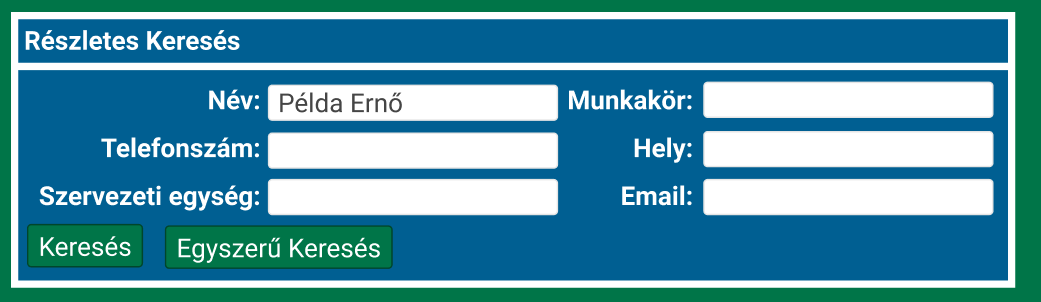 Részletes Keresés
Név: Példa Ernő Munkakör:
Telefonszám: Hely:
Szervezeti egység: Email:
Keresés Egyszerű Keresés